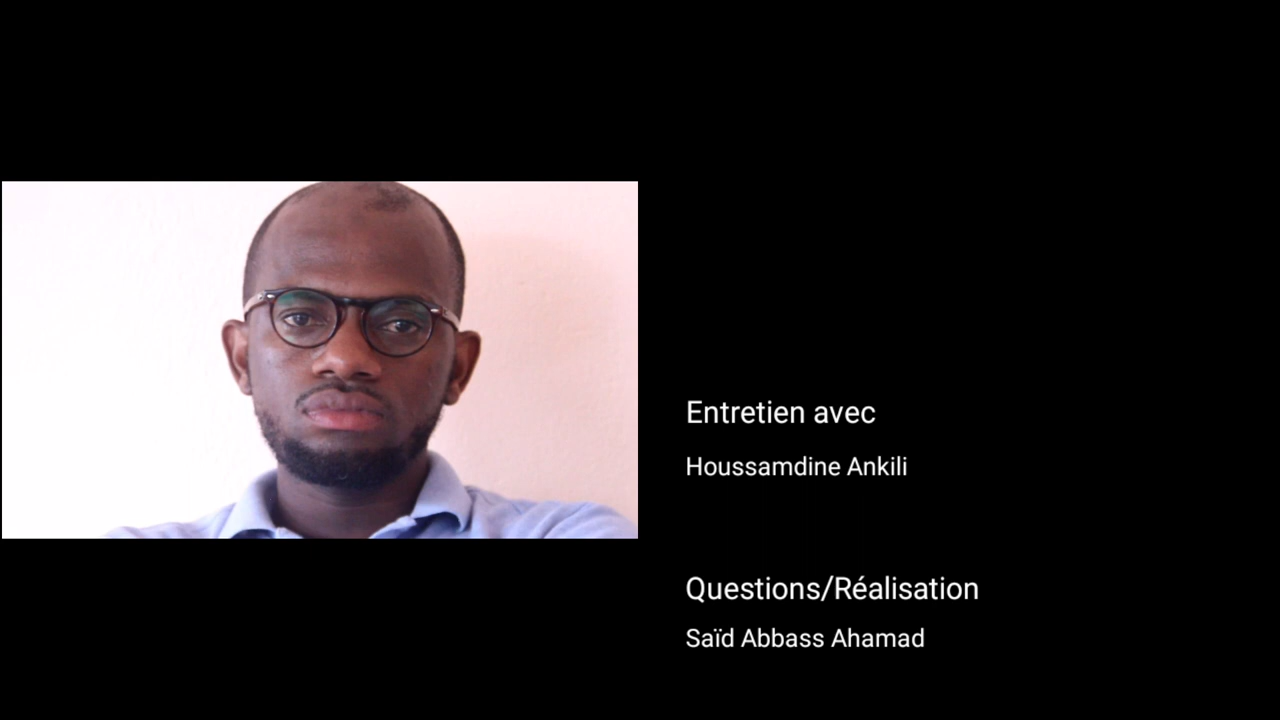 Entretien avec
Houssamdine Ankili
Questions/Réalisation
Saïd Abbass Ahamad